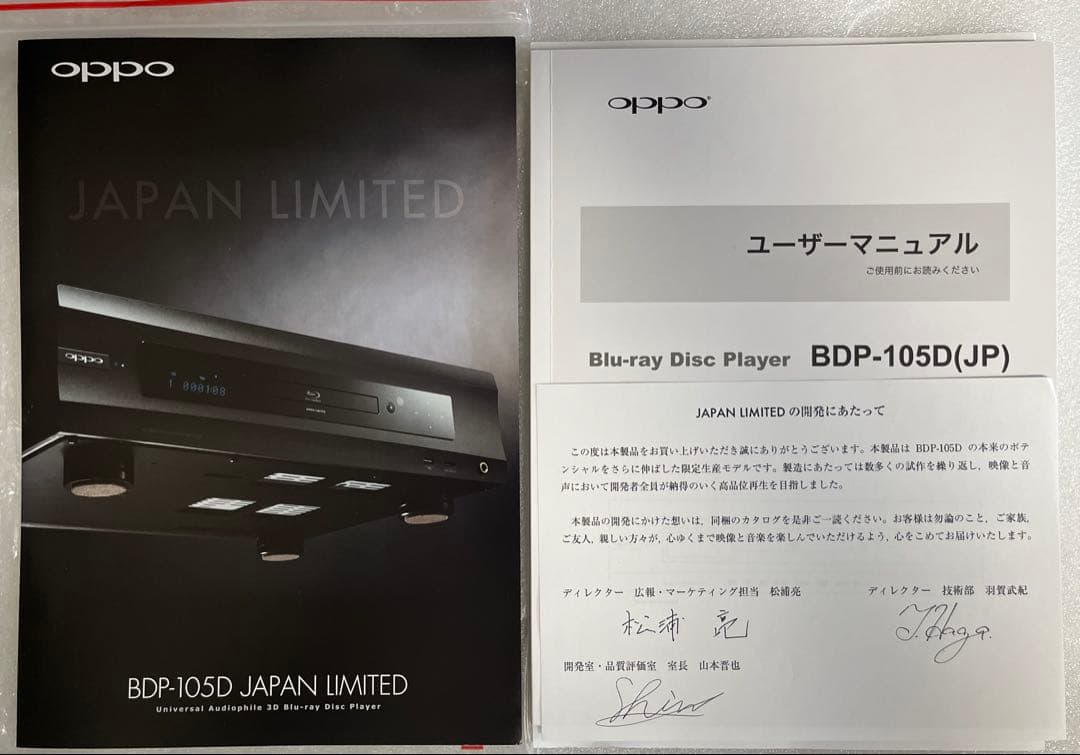 oppo
JAPAN LIMITED
oppo
1 000108
BDP-105D JAPAN LIMITED
Universal Audiophile 3D Blu-ray Disc Player
oppo®
ユーザーマニュアル
ご使用前にお読みください
Blu-ray Disc Player BDP-105D(JP)
JAPAN LIMITED の開発にあたって
この度は本製品をお買い上げいただき誠にありがとうございます。本製品は BDP-105D の本来のポテ
ンシャルをさらに伸ばした限定生産モデルです。製造にあたっては数多くの試作を繰り返し、映像と音
声において開発者全員が納得のいく高品位再生を目指しました。
本製品の開発にかけた想いは、同梱のカタログを是非ご一読ください。お客様は勿論のこと、ご家族、
ご友人、親しい方々が、心ゆくまで映像と音楽を楽しんでいただけるよう、心をこめてお届けいたします。
ディレクター 広報・マーケティング担当 松浦亮
ディレクター 技術部 羽賀武紀
松浦 亮
T.Haga.
開発室・品質評価室 室長 山本晋也